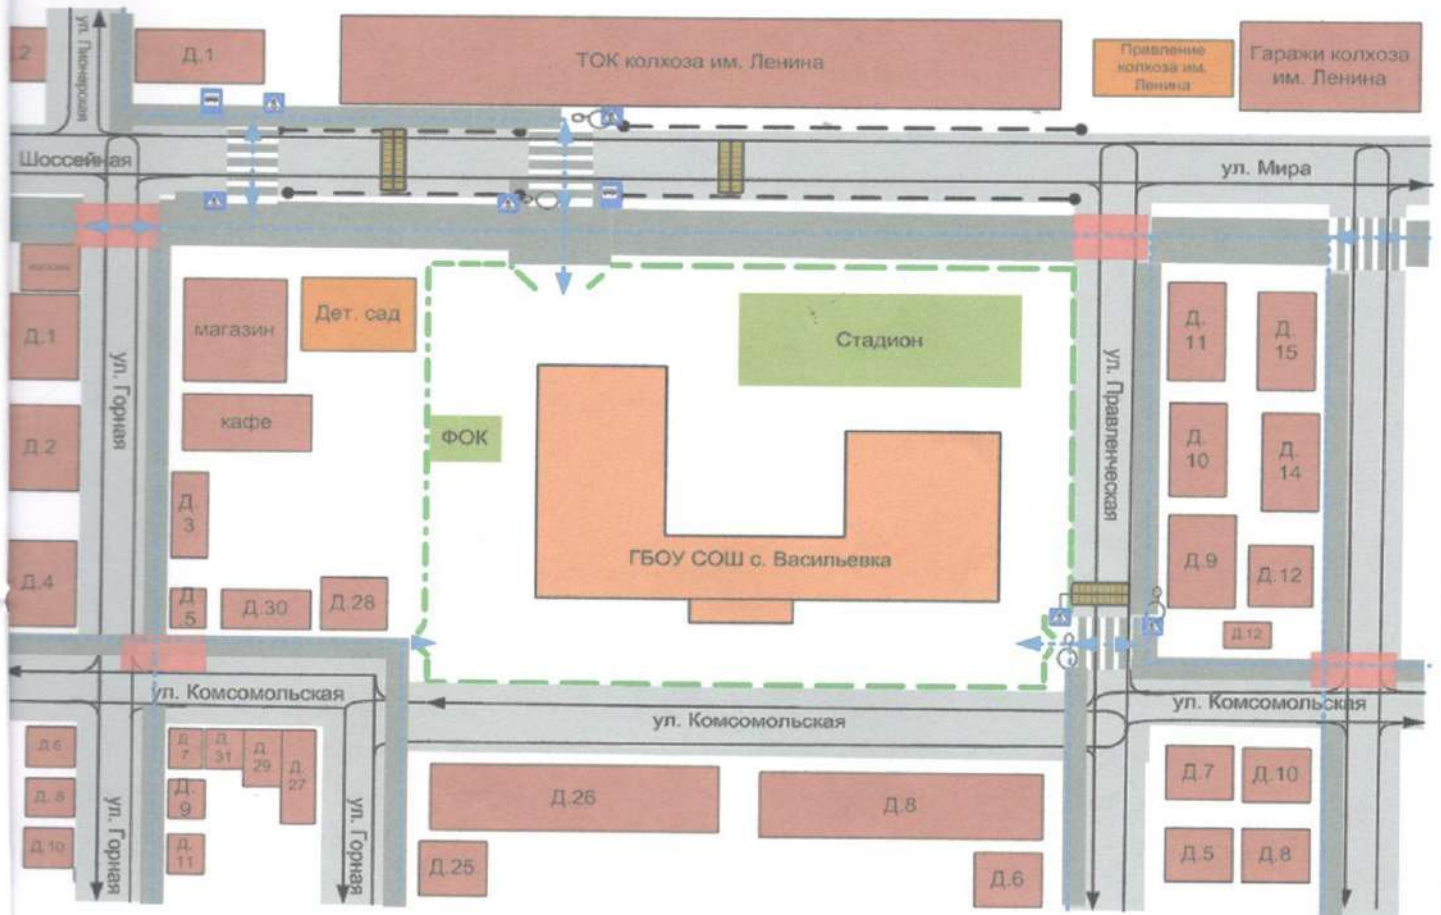 ул. Пионерская
.2
Д.1
ТОК колхоза им. Ленина
Правление
колхоза им.
Ленина
Гаражи колхоза
им. Ленина
Шоссейная
ул. Мира
магазин
Д.1
ул. Горная
магазин
Дет. сад
Стадион
ул. Правленческая
Д.
11
Д.
15
Д.2
кафе
ФОК
Д.
10
Д.
14
Д.
3
ГБОУ СОШ с. Васильевка
Д.9
Д.12
Д.4
Д.
5
Д.30
Д.28
Д.12
ул. Комсомольская
ул. Комсомольская
ул. Комсомольская
Д.6
Д.
7
Д.
31
Д.
29
Д.
27
Д.26
Д.8
Д.7
Д.10
Д.8
Д.
9
ул. Горная
ул. Горная
Д.10
Д.
11
Д.25
Д.6
Д.5
Д.8